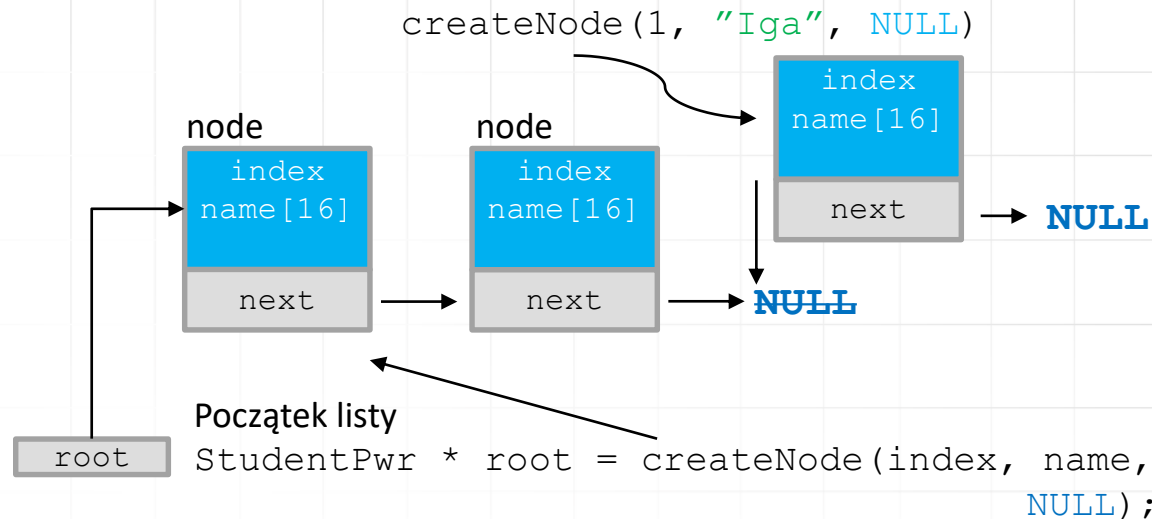 createNode(1, ”Iga”, NULL)
index
name[16]
next
NULL
node
index
name[16]
next
node
index
name[16]
next
NULL
Początek listy
root
StudentPwr * root = createNode(index, name,
NULL);